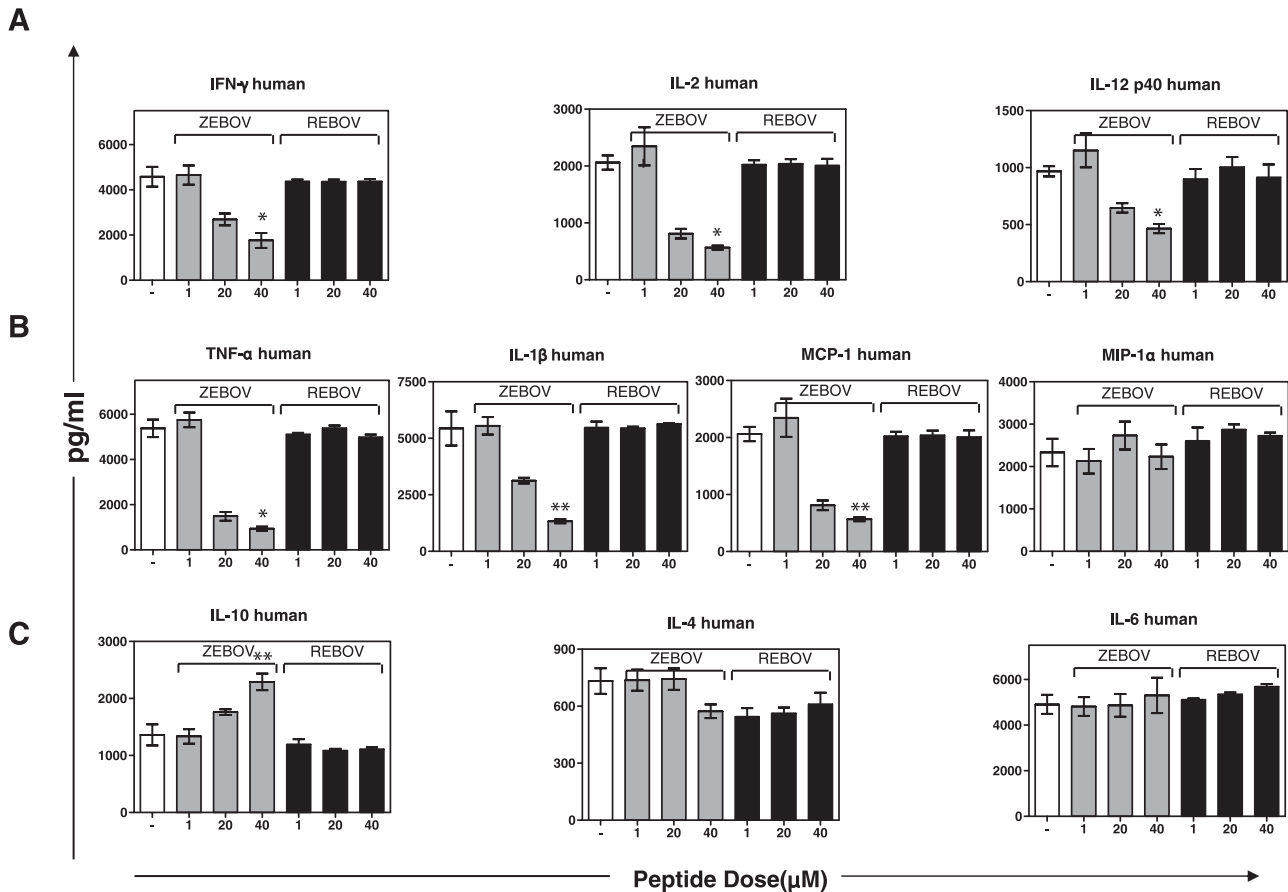 A
IFN-γ human
ZEBOV REBOV
6000
4000
2000
0
*
- 1 20 40 1 20 40
IL-2 human
ZEBOV REBOV
3000
2000
1000
0
*
- 1 20 40 1 20 40
IL-12 p40 human
ZEBOV REBOV
1500
1000
500
0
*
- 1 20 40 1 20 40
B
TNF-α human
ZEBOV REBOV
6000
4000
2000
0
*
- 1 20 40 1 20 40
IL-1β human
ZEBOV REBOV
7500
5000
2500
0
**
- 1 20 40 1 20 40
MCP-1 human
ZEBOV REBOV
3000
2000
1000
0
**
- 1 20 40 1 20 40
MIP-1α human
ZEBOV REBOV
4000
3000
2000
1000
0
- 1 20 40 1 20 40
C
IL-10 human
ZEBOV REBOV
3000
2000
1000
0
**
- 1 20 40 1 20 40
IL-4 human
ZEBOV REBOV
900
600
300
0
- 1 20 40 1 20 40
IL-6 human
ZEBOV REBOV
6000
4000
2000
0
- 1 20 40 1 20 40
pg/ml
Peptide Dose(μM)